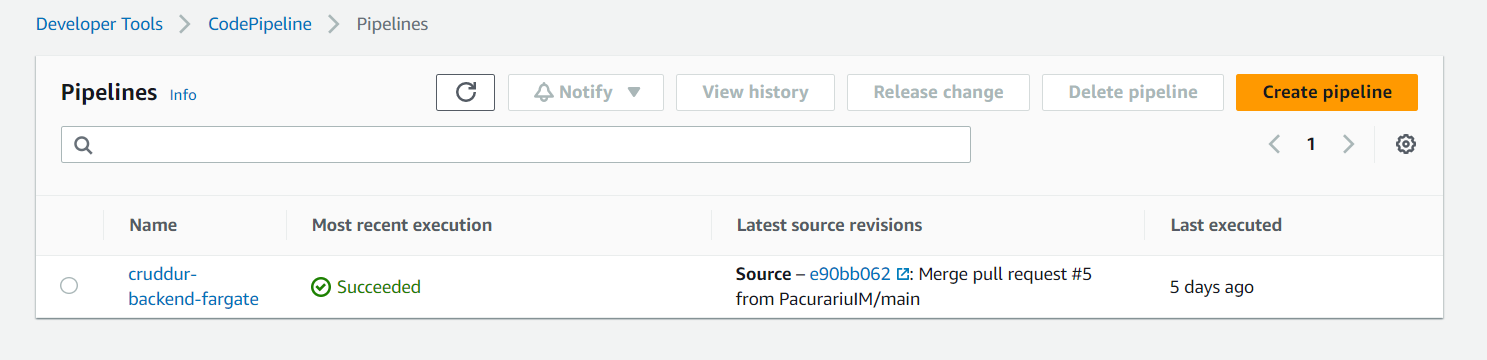 Developer Tools > CodePipeline > Pipelines
Pipelines Info Notify View history Release change Delete pipeline Create pipeline
1
Name Most recent execution Latest source revisions Last executed
cruddur-
backend-fargate
Succeeded
Source – e90bb062: Merge pull request #5
from PacurariuIM/main
5 days ago